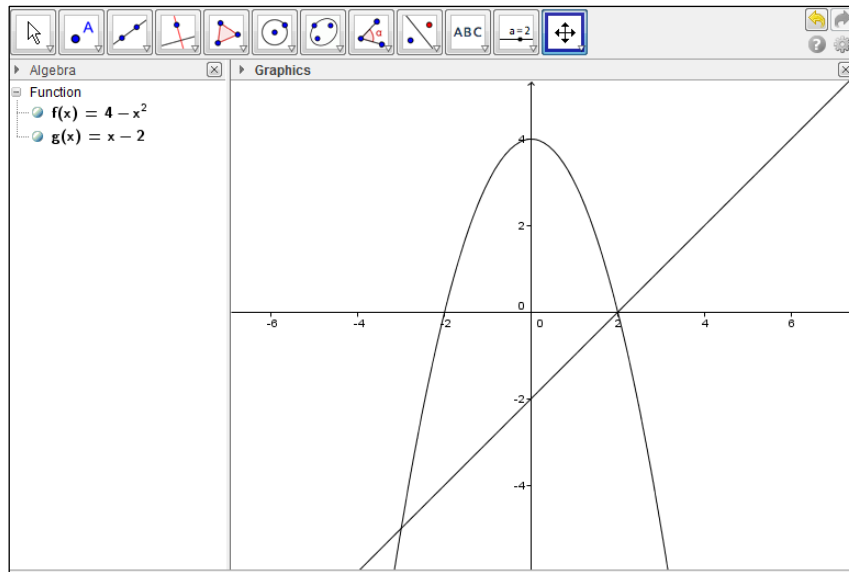 A
α
ABC
a=2
Algebra
Graphics
Function
f(x) = 4 − x²
g(x) = x − 2
4
2
0
-6 -4 -2 0 2 4 6
-2
-4